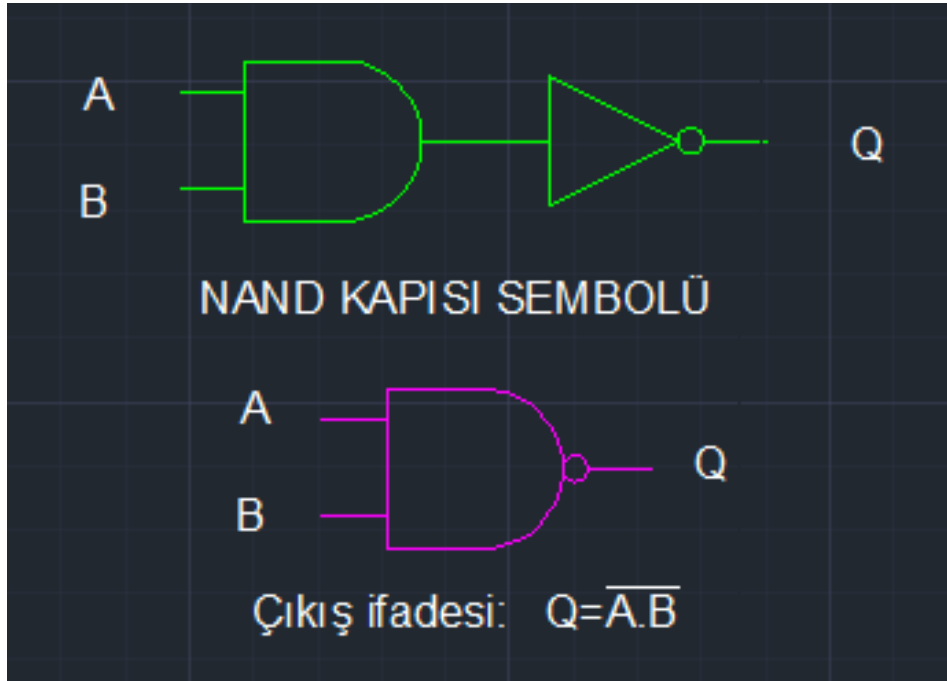 A
B
Q
NAND KAPISI SEMBOLÜ
A
B
Q
Çıkış ifadesi: Q=A̅.̅B̅